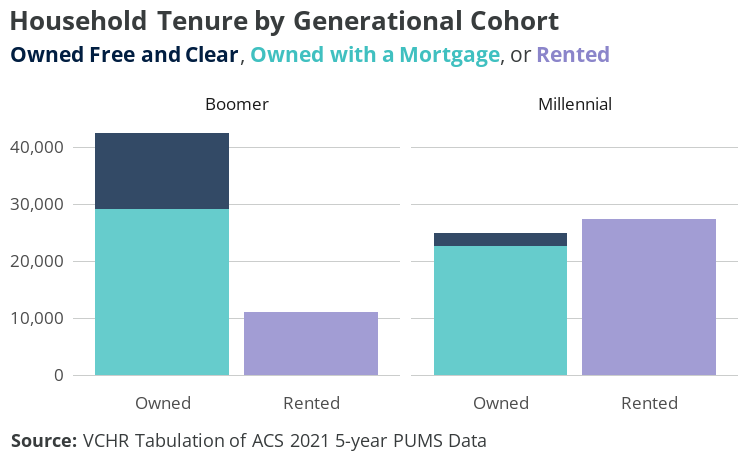 Household Tenure by Generational Cohort
Owned Free and Clear, Owned with a Mortgage, or Rented
Boomer
Millennial
40,000
30,000
20,000
10,000
0
Owned
Rented
Owned
Rented
Source: VCHR Tabulation of ACS 2021 5-year PUMS Data